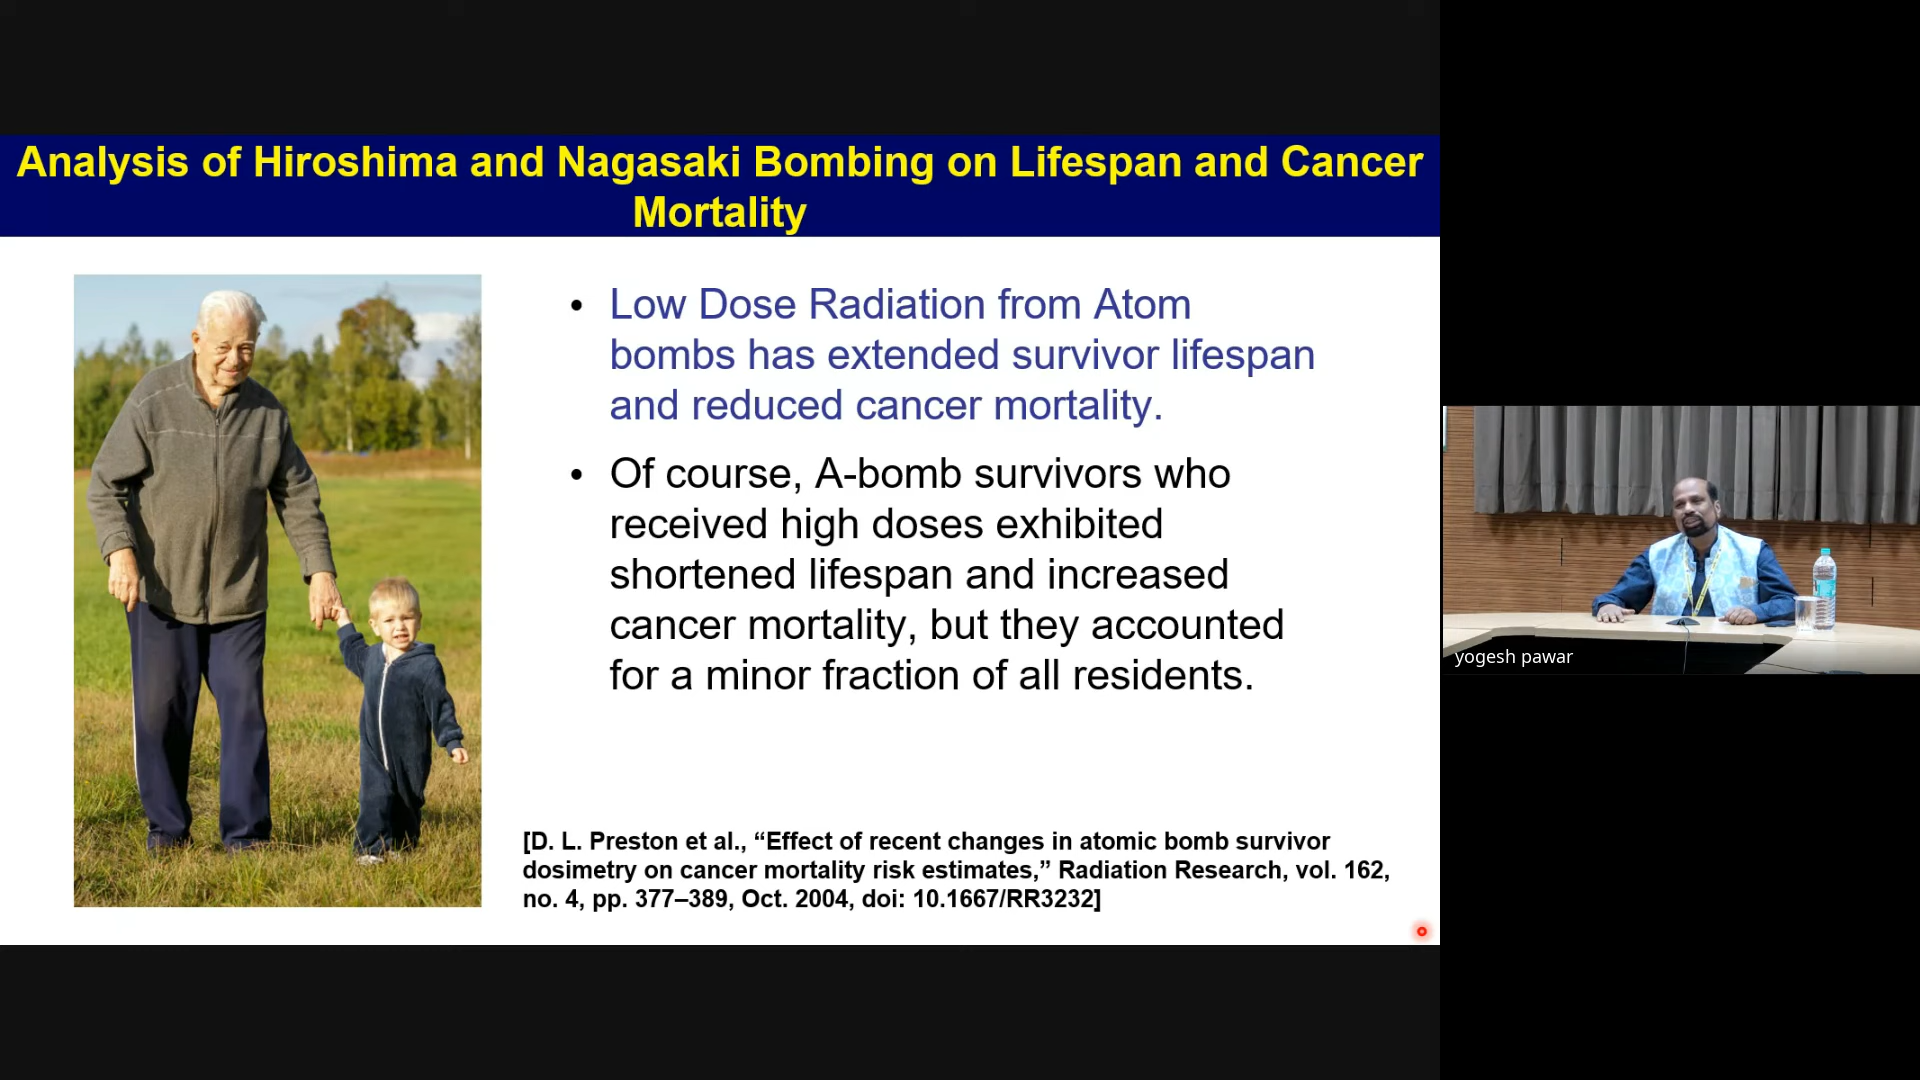 Analysis of Hiroshima and Nagasaki Bombing on Lifespan and Cancer
Mortality
• Low Dose Radiation from Atom
bombs has extended survivor lifespan
and reduced cancer mortality.
• Of course, A-bomb survivors who
received high doses exhibited
shortened lifespan and increased
cancer mortality, but they accounted
for a minor fraction of all residents.
[D. L. Preston et al., “Effect of recent changes in atomic bomb survivor
dosimetry on cancer mortality risk estimates,” Radiation Research, vol. 162,
no. 4, pp. 377–389, Oct. 2004, doi: 10.1667/RR3232]
yogesh pawar